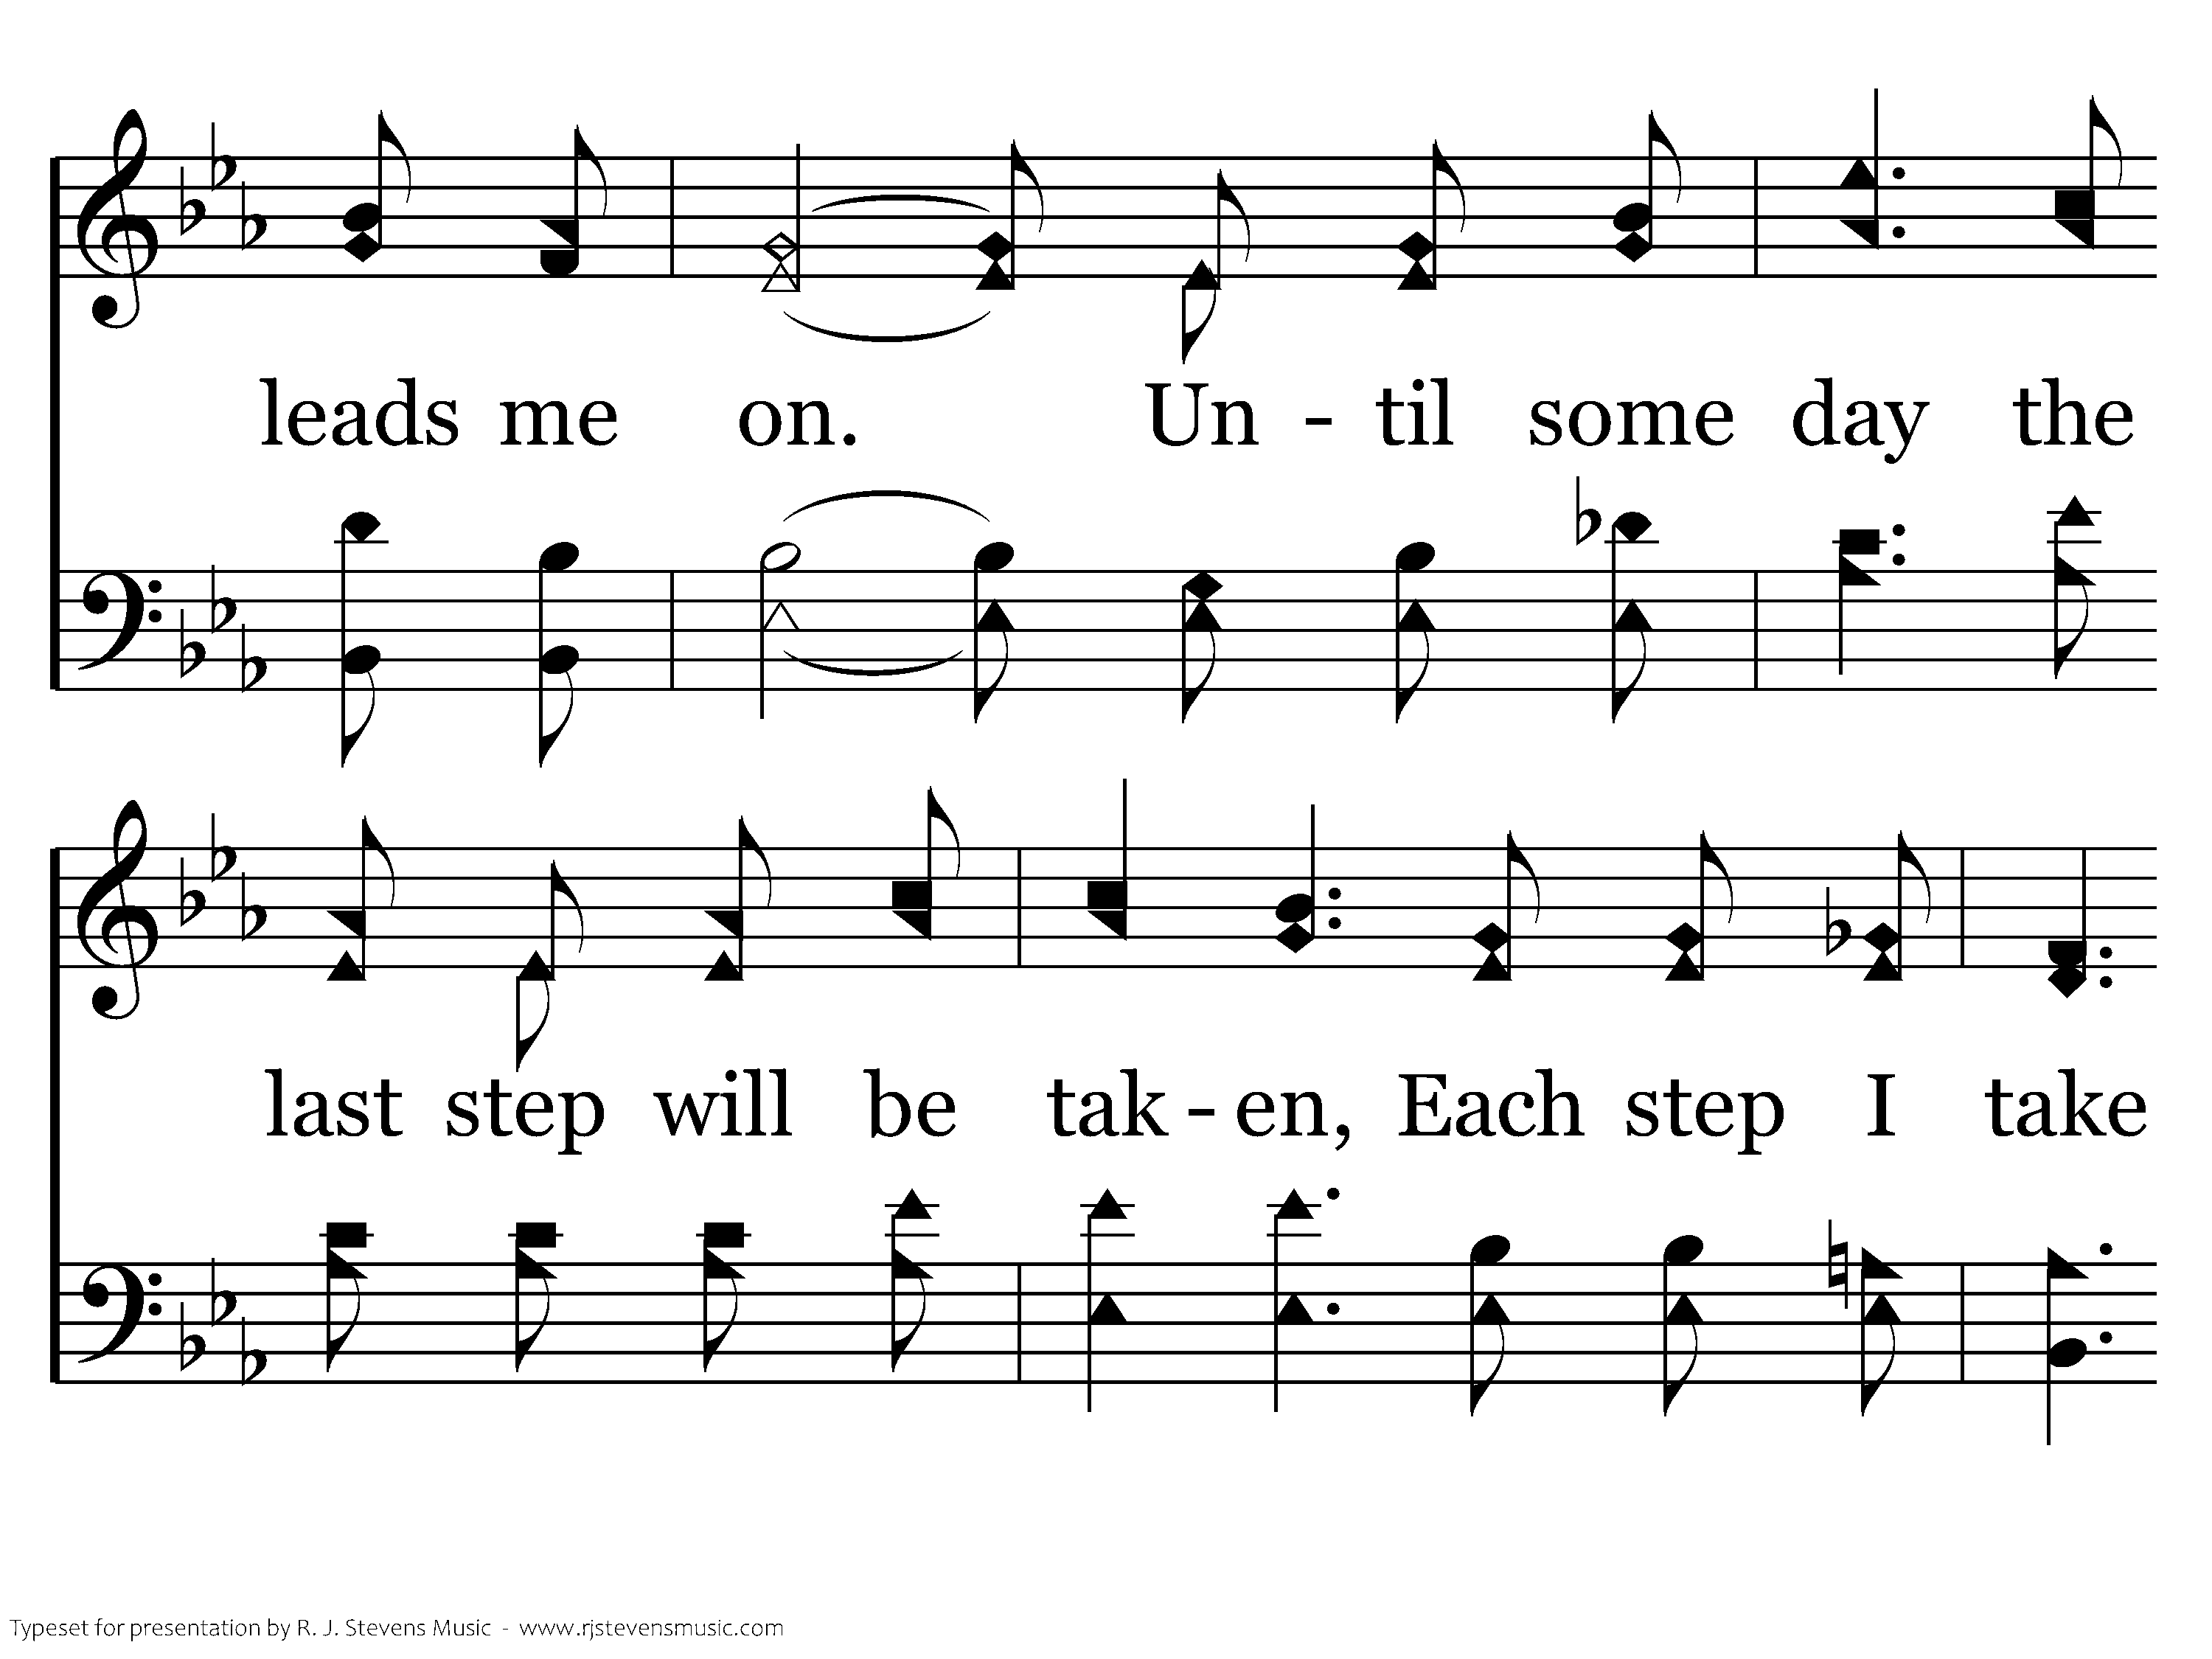 leads me on. Un - til some day the
last step will be tak - en, Each step I take
Typeset for presentation by R. J. Stevens Music - www.rjstevensmusic.com